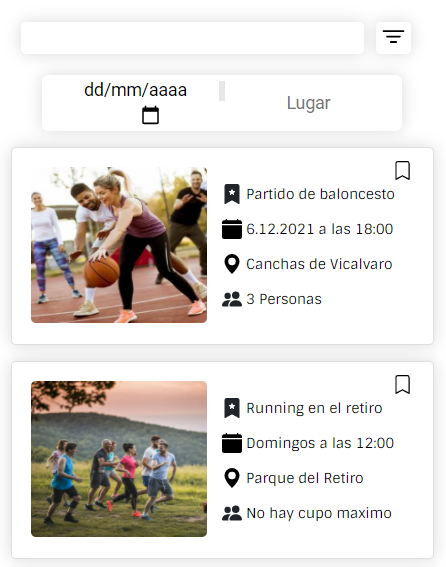 dd/mm/aaaa
Lugar
Partido de baloncesto
6.12.2021 a las 18:00
Canchas de Vicalvaro
3 Personas
Running en el retiro
Domingos a las 12:00
Parque del Retiro
No hay cupo maximo